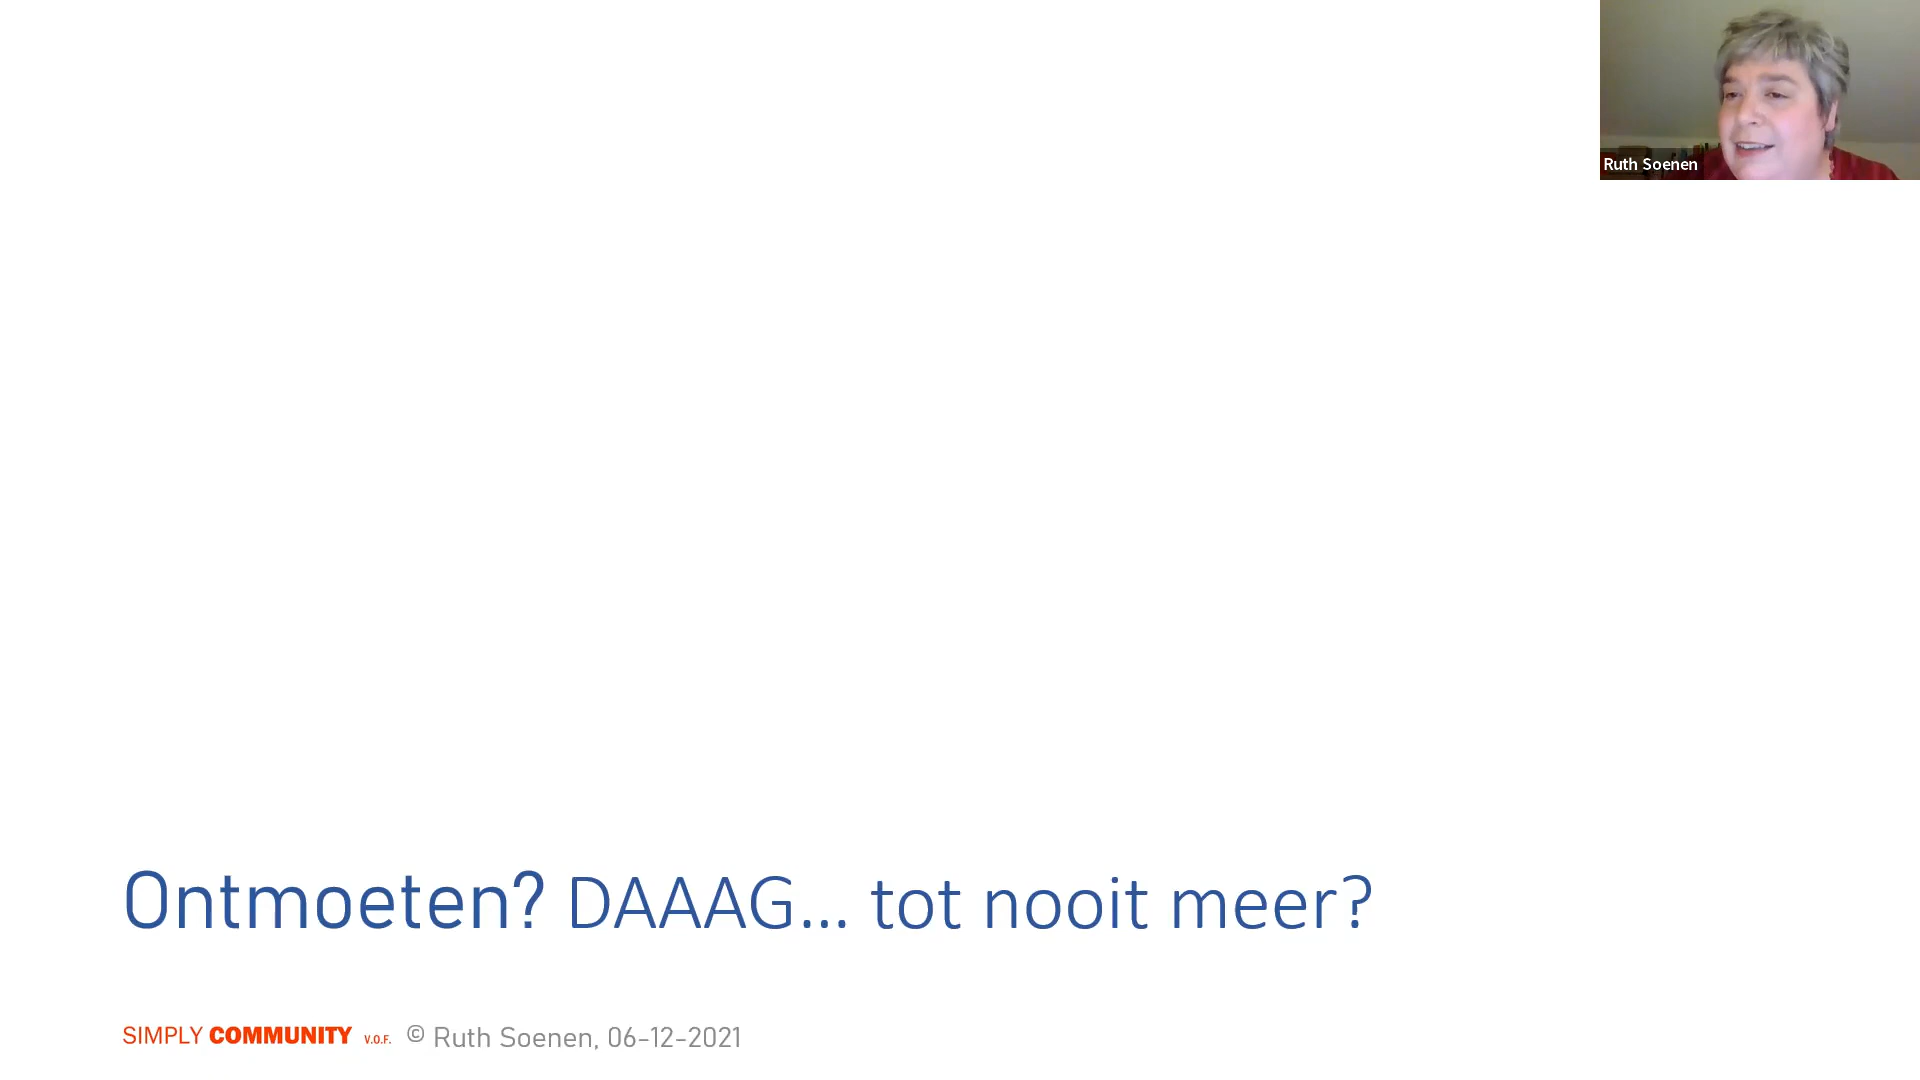 Ruth Soenen
Ontmoeten? DAAAG... tot nooit meer?
SIMPLY COMMUNITY V.O.F. © Ruth Soenen, 06-12-2021